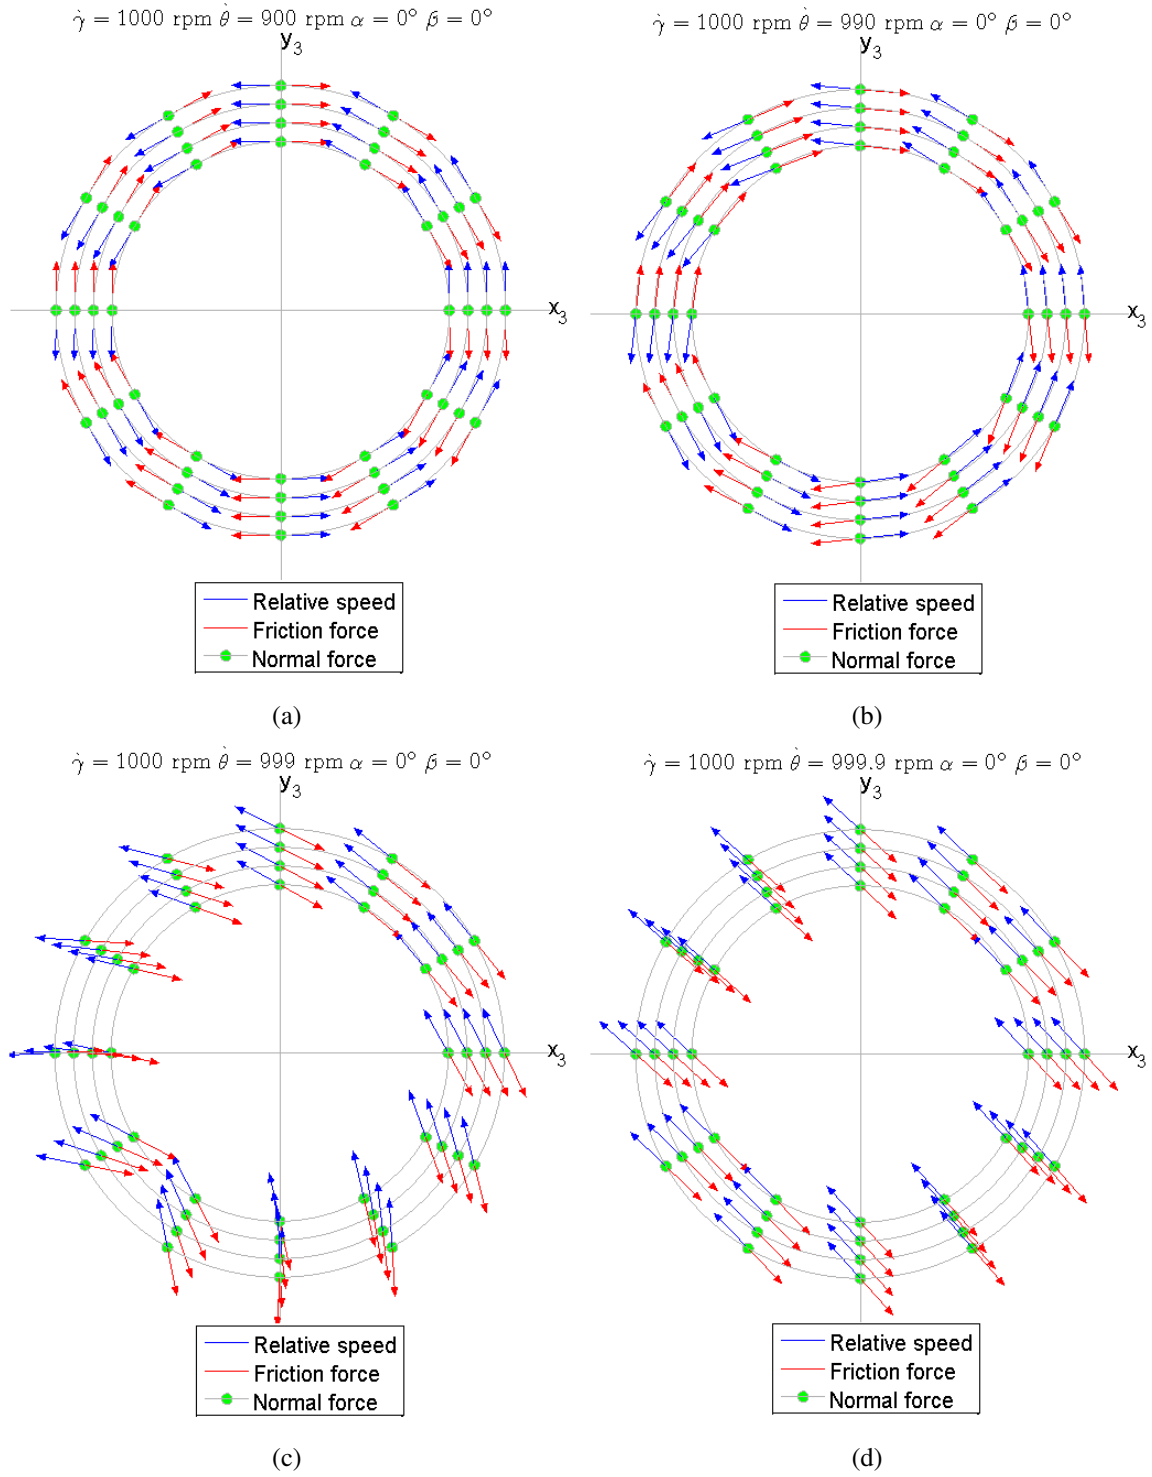 γ̇ = 1000 rpm θ̇ = 900 rpm α = 0° β = 0°
y₃
x₃
Relative speed
Friction force
Normal force
(a)
γ̇ = 1000 rpm θ̇ = 990 rpm α = 0° β = 0°
y₃
x₃
Relative speed
Friction force
Normal force
(b)
γ̇ = 1000 rpm θ̇ = 999 rpm α = 0° β = 0°
y₃
x₃
Relative speed
Friction force
Normal force
(c)
γ̇ = 1000 rpm θ̇ = 999.9 rpm α = 0° β = 0°
y₃
x₃
Relative speed
Friction force
Normal force
(d)